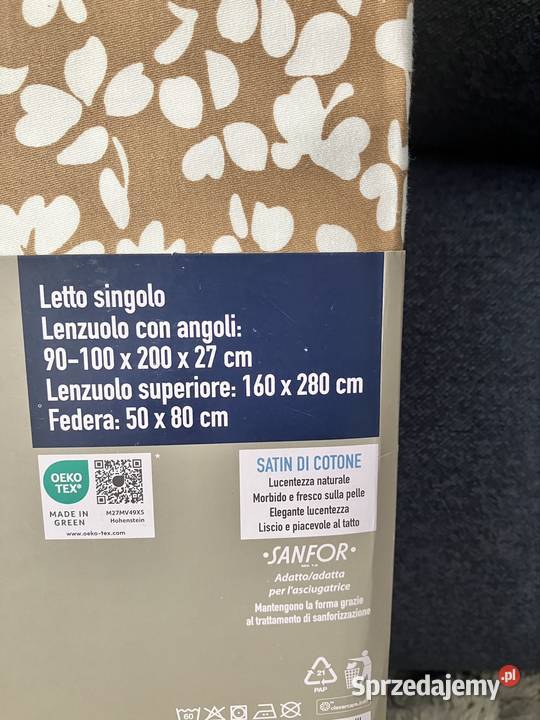 Letto singolo
Lenzuolo con angoli:
90-100 x 200 x 27 cm
Lenzuolo superiore: 160 x 280 cm
Federa: 50 x 80 cm
OEKO
TEX®
MADE IN
GREEN
M27MV49X5
Hohenstein
www.oeko-tex.com
*
SATIN DI COTONE
Lucentezza naturale
Morbido e fresco sulla pelle
Elegante lucentezza
Liscio e piacevole al tatto
·SANFOR·
Adatto/adatta
per l'asciugatrice
Mantengono la forma grazie
al trattamento di sanforizzazione
21
PAP
60
Sprzedajemy.pl